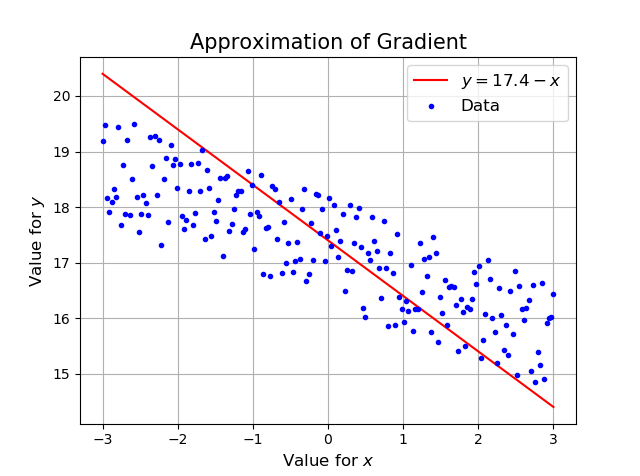 Approximation of Gradient
y = 17.4 − x
Data
Value for y
20
19
18
17
16
15
−3 −2 −1 0 1 2 3
Value for x